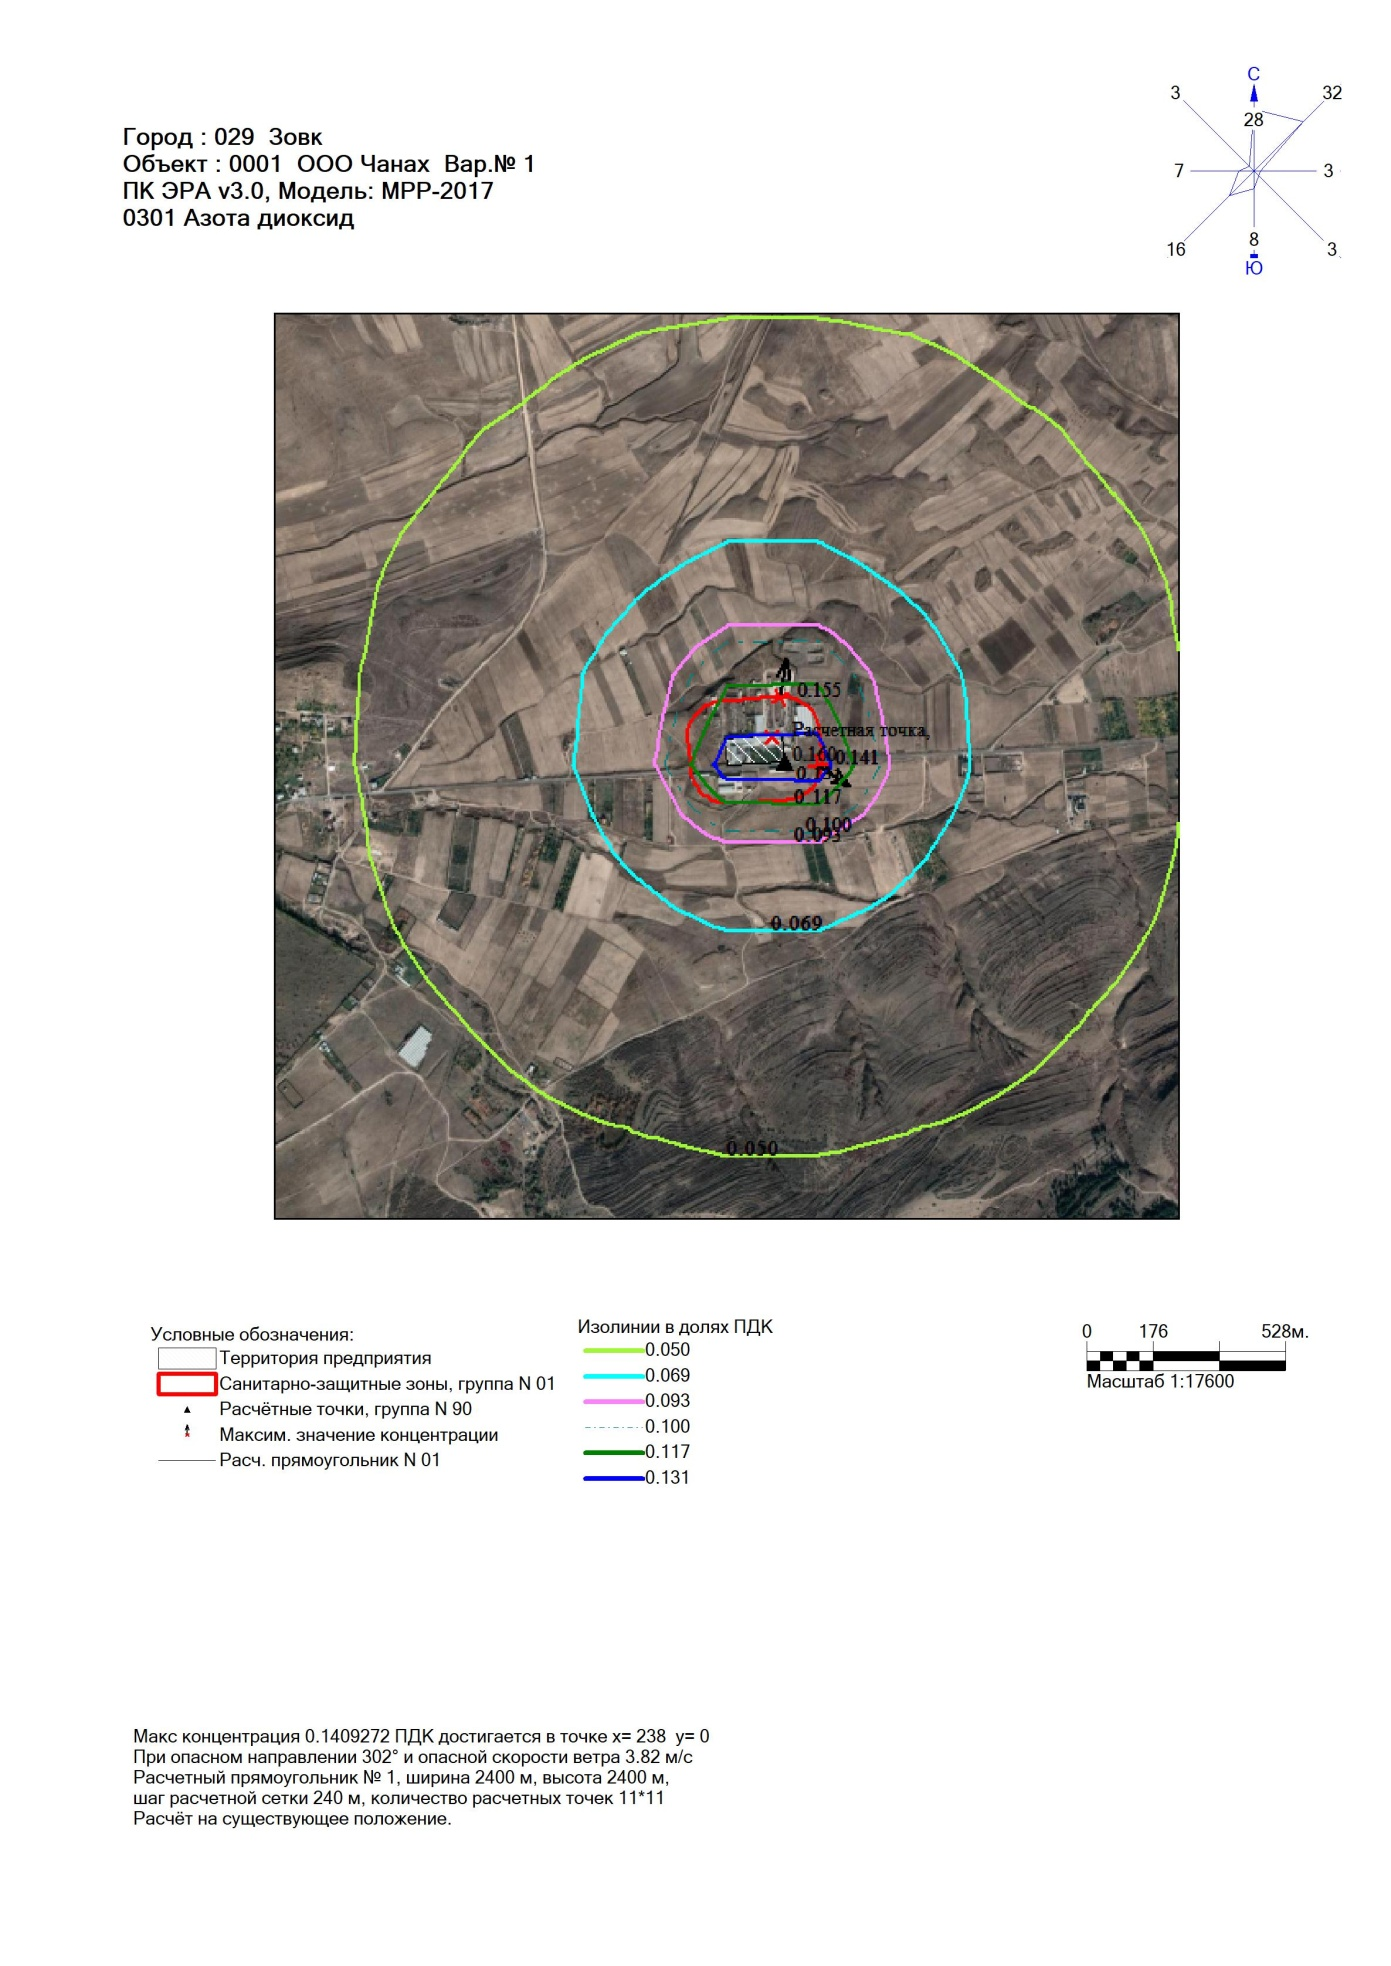 Город : 029 Зовк
Объект : 0001 ООО Чанах Вар.№ 1
ПК ЭРА v3.0, Модель: МРР-2017
0301 Азота диоксид
С
3
32
28
7
3
16
8
3
Ю
0.155
Расчетная точка,
0.160
0.141
0.117
0.100
0.093
0.069
0.050
Условные обозначения:
Территория предприятия
Санитарно-защитные зоны, группа N 01
Расчётные точки, группа N 90
Максим. значение концентрации
Расч. прямоугольник N 01
Изолинии в долях ПДК
0.050
0.069
0.093
0.100
0.117
0.131
0 176 528м.
Масштаб 1:17600
Макс концентрация 0.1409272 ПДК достигается в точке x= 238 y= 0
При опасном направлении 302° и опасной скорости ветра 3.82 м/с
Расчетный прямоугольник № 1, ширина 2400 м, высота 2400 м,
шаг расчетной сетки 240 м, количество расчетных точек 11*11
Расчёт на существующее положение.